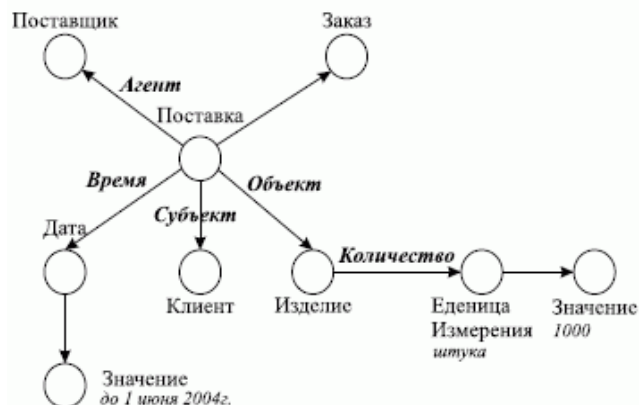 Поставщик
Заказ
Агент
Поставка
Время
Объект
Субъект
Дата
Количество
Клиент
Изделие
Еденица
Измерения
штука
Значение
1000
Значение
до 1 июня 2004г.